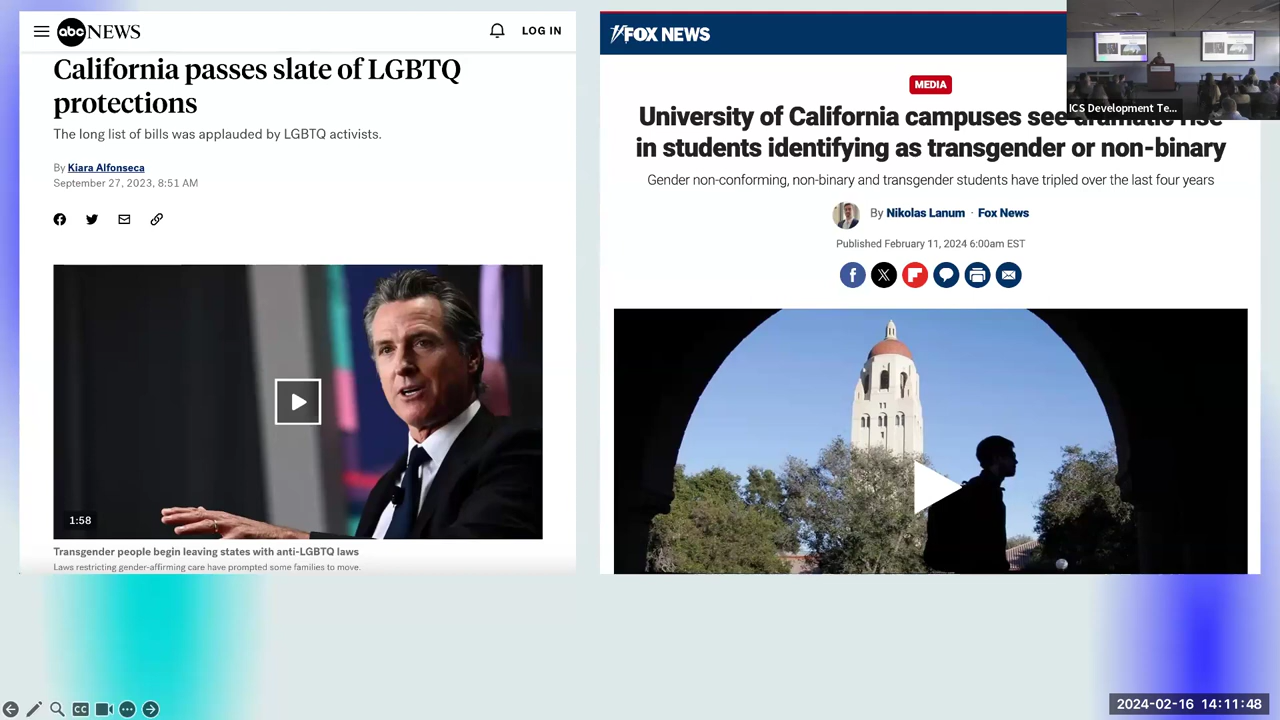 abc NEWS
LOG IN
California passes slate of LGBTQ
protections
The long list of bills was applauded by LGBTQ activists.
By Kiara Alfonseca
September 27, 2023, 8:51 AM
1:58
Transgender people begin leaving states with anti-LGBTQ laws
Laws restricting gender-affirming care have prompted some families to move.
FOX NEWS
MEDIA
University of California campuses see dramatic rise
in students identifying as transgender or non-binary
Gender non-conforming, non-binary and transgender students have tripled over the last four years
By Nikolas Lanum · Fox News
Published February 11, 2024 6:00am EST
ICS Development Te...
CC
2024-02-16 14:11:48